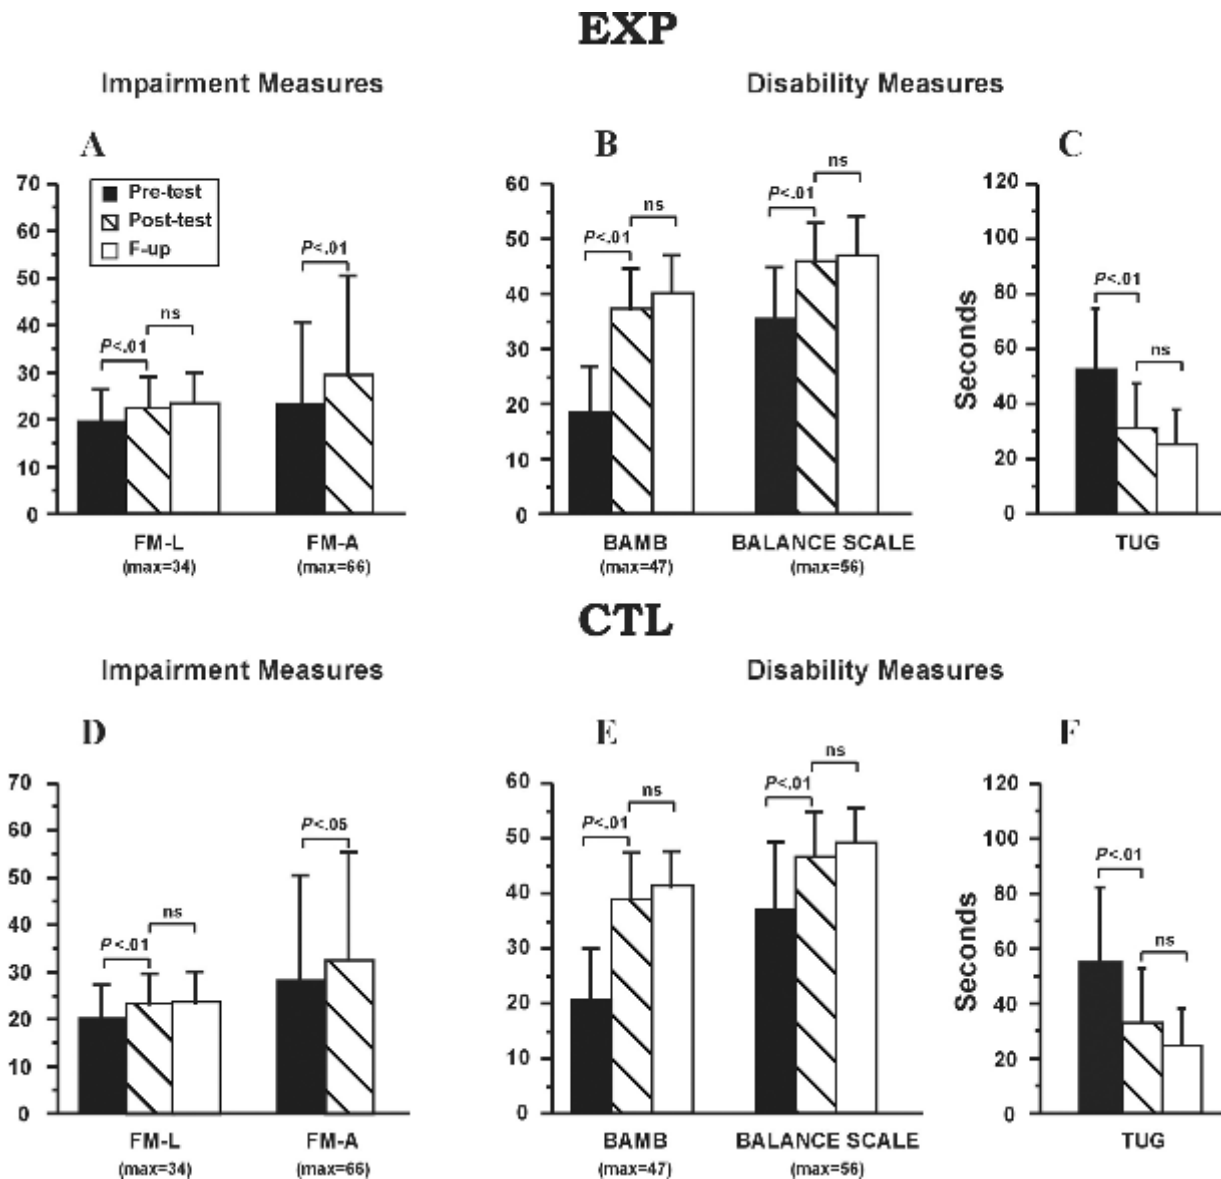 EXP
Impairment Measures
Disability Measures
A
70
60
50
40
30
20
10
0
Pre-test
Post-test
F-up
P<.01
ns
P<.01
FM-L
(max=34)
FM-A
(max=66)
B
60
50
40
30
20
10
0
P<.01
ns
P<.01
ns
BAMB
(max=47)
BALANCE SCALE
(max=56)
C
120
100
80
60
40
20
0
Seconds
P<.01
ns
TUG
CTL
Impairment Measures
Disability Measures
D
70
60
50
40
30
20
10
0
P<.01
ns
P<.05
FM-L
(max=34)
FM-A
(max=66)
E
60
50
40
30
20
10
0
P<.01
ns
P<.01
ns
BAMB
(max=47)
BALANCE SCALE
(max=56)
F
120
100
80
60
40
20
0
Seconds
P<.01
ns
TUG